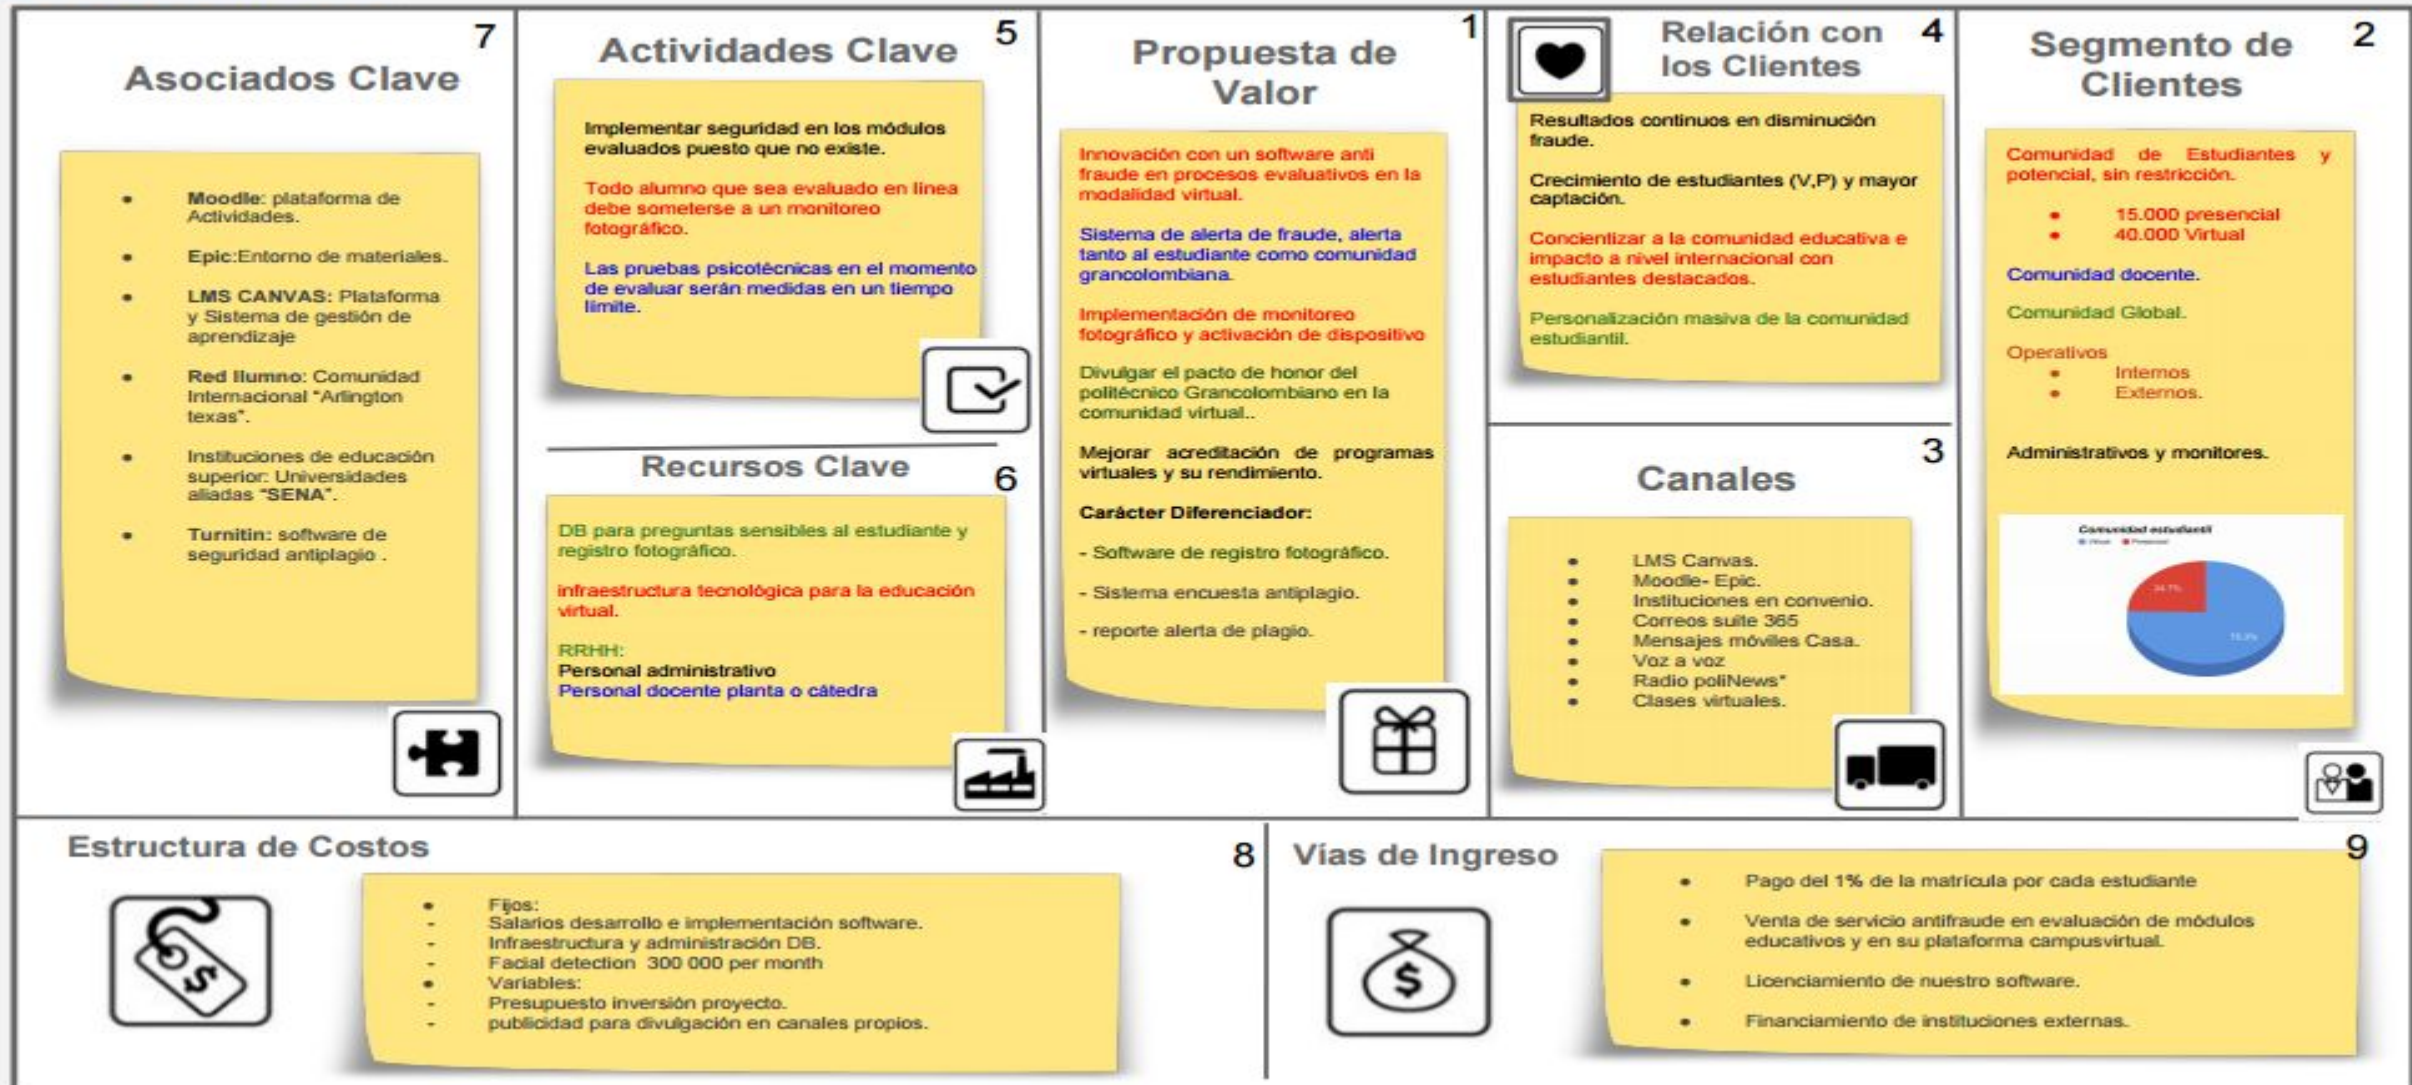 7
Asociados Clave
• Moodle: plataforma de
Actividades.
• Epic:Entorno de materiales.
• LMS CANVAS: Plataforma
y Sistema de gestión de
aprendizaje
• Red Ilumno: Comunidad
Internacional "Arlington
texas".
• Instituciones de educación
superior: Universidades
aliadas "SENA".
• Turnitin: software de
seguridad antiplagio .
5
Actividades Clave
Implementar seguridad en los módulos
evaluados puesto que no existe.
Todo alumno que sea evaluado en línea
debe someterse a un monitoreo
fotográfico.
Las pruebas psicotécnicas en el momento
de evaluar serán medidas en un tiempo
límite.
Recursos Clave
6
DB para preguntas sensibles al estudiante y
registro fotográfico.
infraestructura tecnológica para la educación
virtual.
RRHH:
Personal administrativo
Personal docente planta o cátedra
1
Propuesta de
Valor
Innovación con un software anti
fraude en procesos evaluativos en la
modalidad virtual.
Sistema de alerta de fraude, alerta
tanto al estudiante como comunidad
grancolombiana.
Implementación de monitoreo
fotográfico y activación de dispositivo
Divulgar el pacto de honor del
politécnico Grancolombiano en la
comunidad virtual..
Mejorar acreditación de programas
virtuales y su rendimiento.
Carácter Diferenciador:
- Software de registro fotográfico.
- Sistema encuesta antiplagio.
- reporte alerta de plagio.
Relación con
los Clientes
4
Resultados continuos en disminución
fraude.
Crecimiento de estudiantes (V,P) y mayor
captación.
Concientizar a la comunidad educativa e
impacto a nivel internacional con
estudiantes destacados.
Personalización masiva de la comunidad
estudiantil.
3
Canales
• LMS Canvas.
• Moodle- Epic.
• Instituciones en convenio.
• Correos suite 365
• Mensajes móviles Casa.
• Voz a voz
• Radio poliNews"
• Clases virtuales.
Segmento de
Clientes
2
Comunidad de Estudiantes y
potencial, sin restricción.
• 15.000 presencial
• 40.000 Virtual
Comunidad docente.
Comunidad Global.
Operativos
• Internos
• Externos.
Administrativos y monitores.
Comunidad estudiantil
Virtual Presencial
Estructura de Costos
8
• Fijos:
- Salarios desarrollo e implementación software.
- Infraestructura y administración DB.
- Facial detection 300 000 per month
• Variables:
- Presupuesto inversión proyecto.
- publicidad para divulgación en canales propios.
Vías de Ingreso
9
• Pago del 1% de la matrícula por cada estudiante
• Venta de servicio antifraude en evaluación de módulos
educativos y en su plataforma campusvirtual.
• Licenciamiento de nuestro software.
• Financiamiento de instituciones externas.